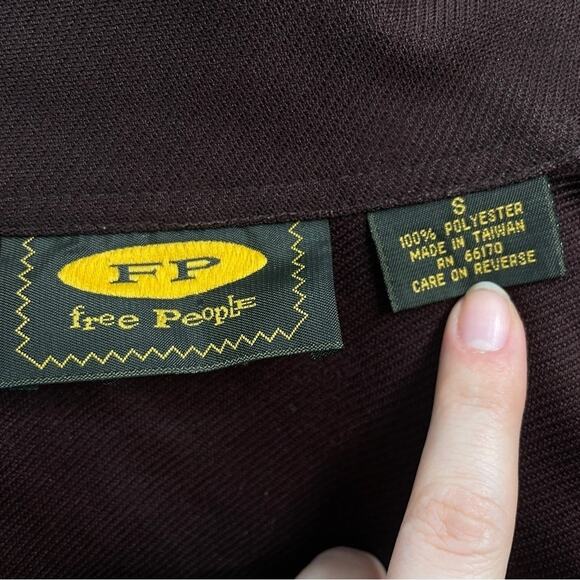 FP
free People
S
100% POLYESTER
MADE IN TAIWAN
RN 66170
CARE ON REVERSE